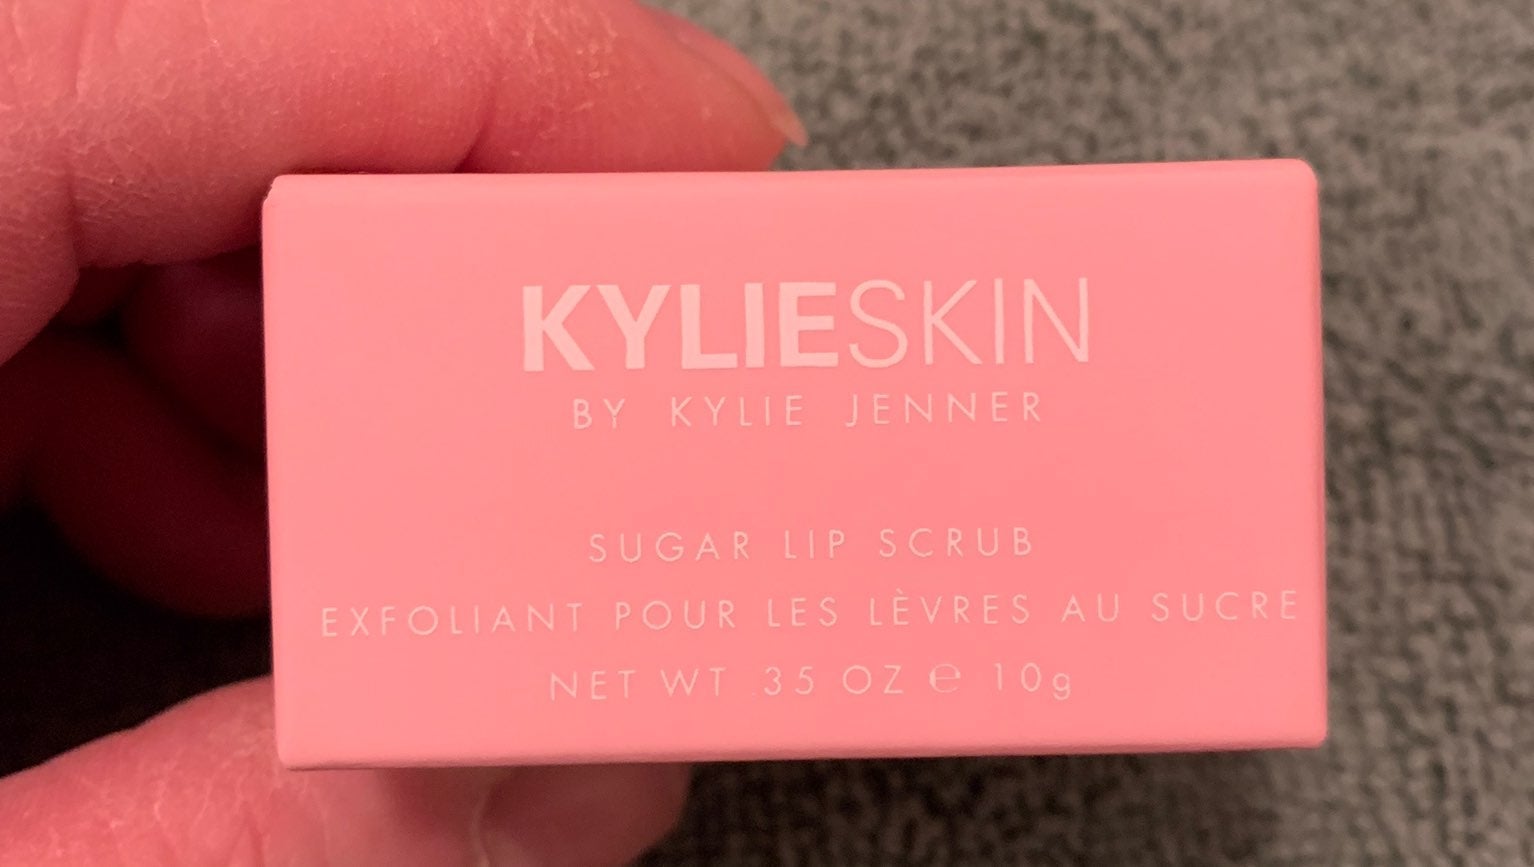 KYLIESKIN
BY KYLIE JENNER
SUGAR LIP SCRUB
EXFOLIANT POUR LES LÈVRES AU SUCRE
NET WT .35 OZ ℮ 10g